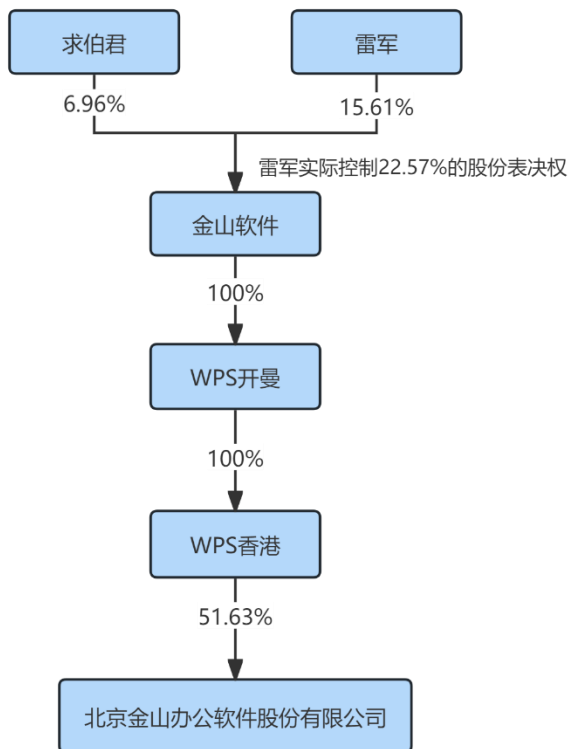 求伯君
雷军
6.96%
15.61%
雷军实际控制22.57%的股份表决权
金山软件
100%
WPS开曼
100%
WPS香港
51.63%
北京金山办公软件股份有限公司